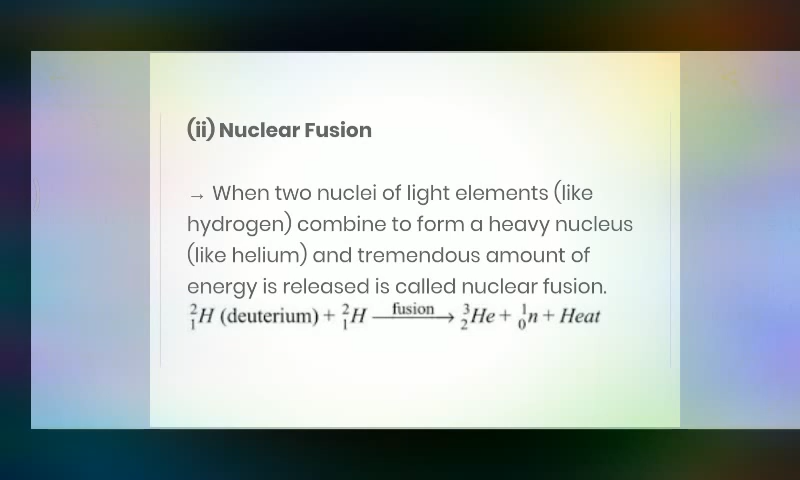 (ii) Nuclear Fusion
→ When two nuclei of light elements (like
hydrogen) combine to form a heavy nucleus
(like helium) and tremendous amount of
energy is released is called nuclear fusion.
²₁H (deuterium) + ²₁H —fusion→ ³₂He + ¹₀n + Heat